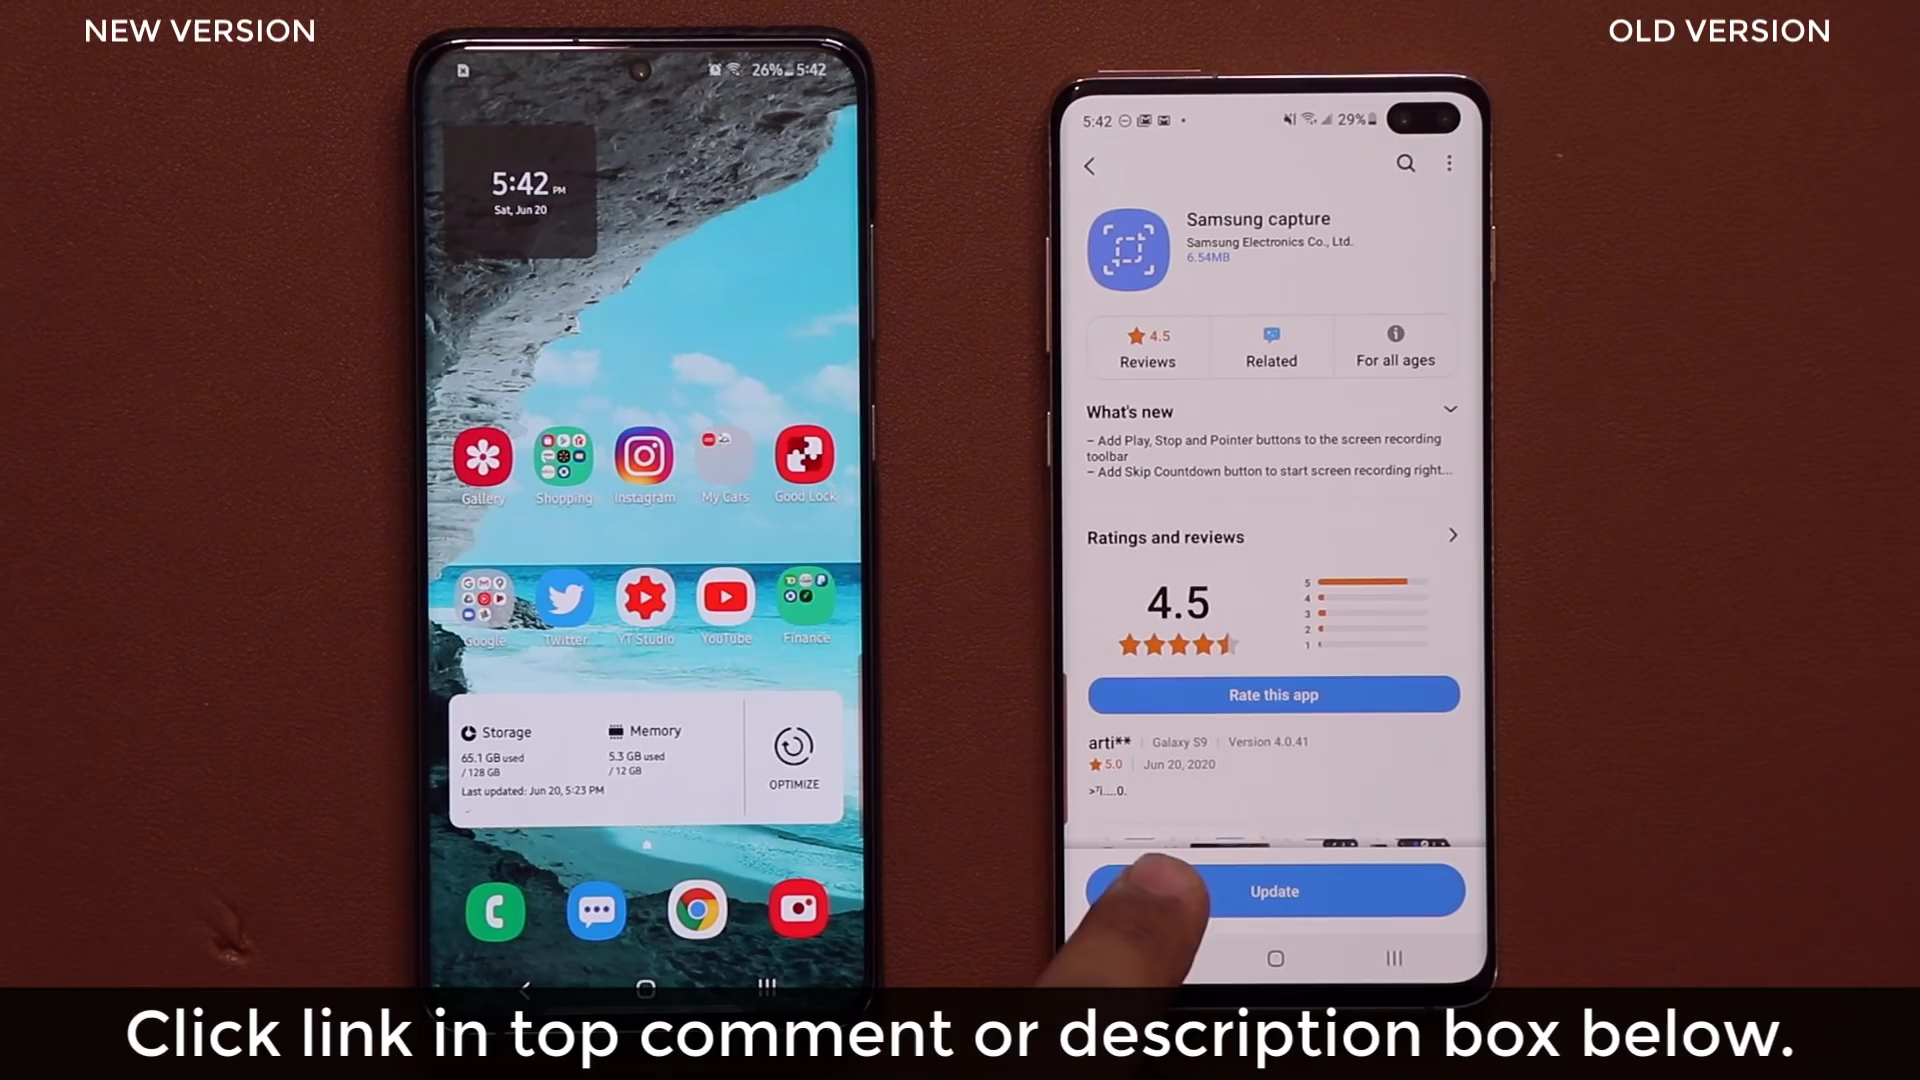 NEW VERSION
OLD VERSION
26% 5:42
5:42 PM
Sat, Jun 20
Gallery
Shopping
Instagram
My Cars
Good Lock
Google
Twitter
YT Studio
YouTube
Finance
Storage
65.1 GB used
/ 128 GB
Memory
5.3 GB used
/ 12 GB
Last updated: Jun 20, 5:23 PM
OPTIMIZE
5:42
29%
Samsung capture
Samsung Electronics Co., Ltd.
6.54MB
4.5
Reviews
Related
For all ages
What's new
– Add Play, Stop and Pointer buttons to the screen recording
toolbar
– Add Skip Countdown button to start screen recording right...
Ratings and reviews
4.5
5
4
3
2
1
Rate this app
arti** | Galaxy S9 | Version 4.0.41
5.0 | Jun 20, 2020
Update
Click link in top comment or description box below.